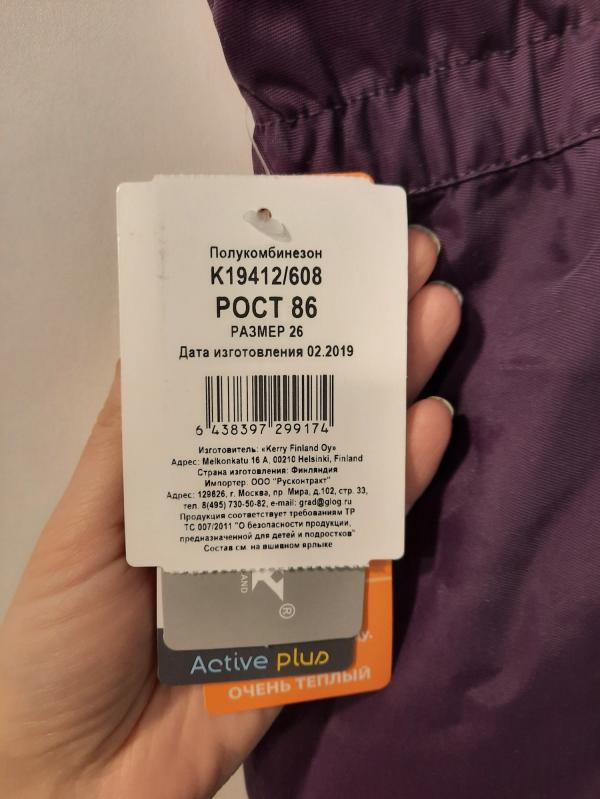 Полукомбинезон
K19412/608
РОСТ 86
РАЗМЕР 26
Дата изготовления 02.2019
6 438397 299174
Изготовитель: «Kerry Finland Oy»
Адрес: Melkonkatu 16 A, 00210 Helsinki, Finland
Страна изготовления: Финляндия
Импортер: ООО "Русконтракт"
Адрес: 129626, г. Москва, пр. Мира, д.102, стр. 33,
тел. 8(495) 730-50-82, e-mail: grad@glog.ru
Продукция соответствует требованиям ТР
ТС 007/2011 "О безопасности продукции,
предназначенной для детей и подростков"
Состав см. на вшивном ярлыке
®
Active plus
ОЧЕНЬ ТЕПЛЫЙ